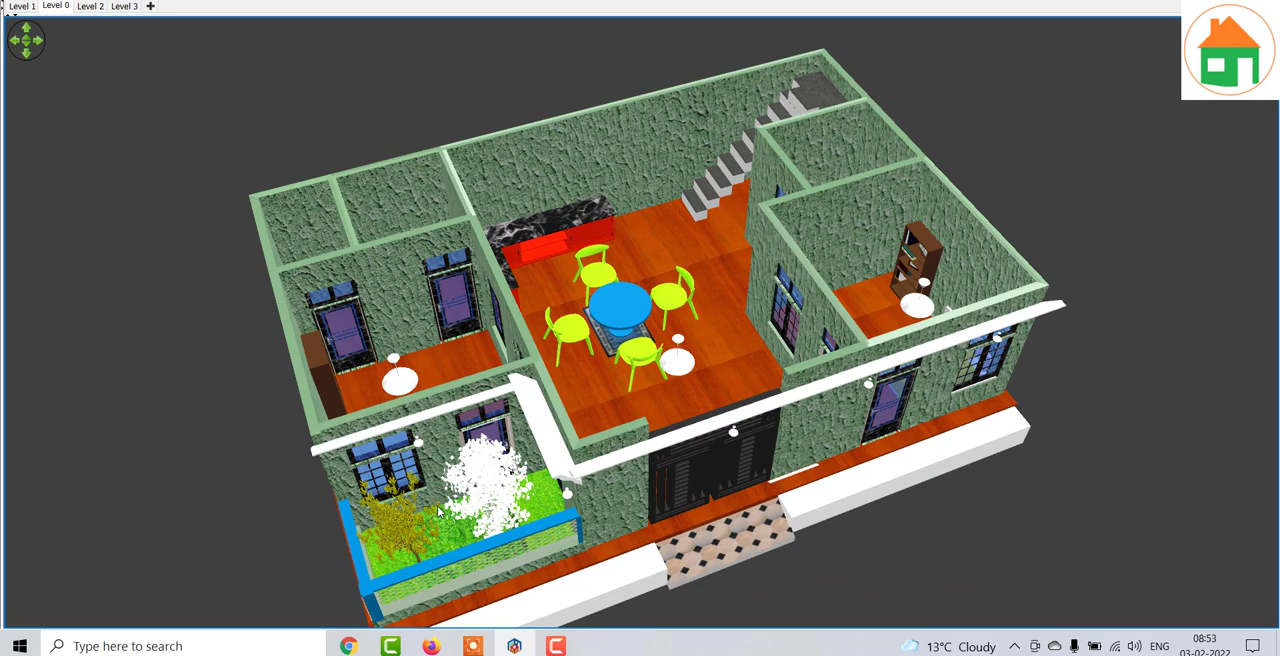 Level 1 Level 0 Level 2 Level 3
Type here to search
13°C Cloudy
ENG
08:53
03-02-2022